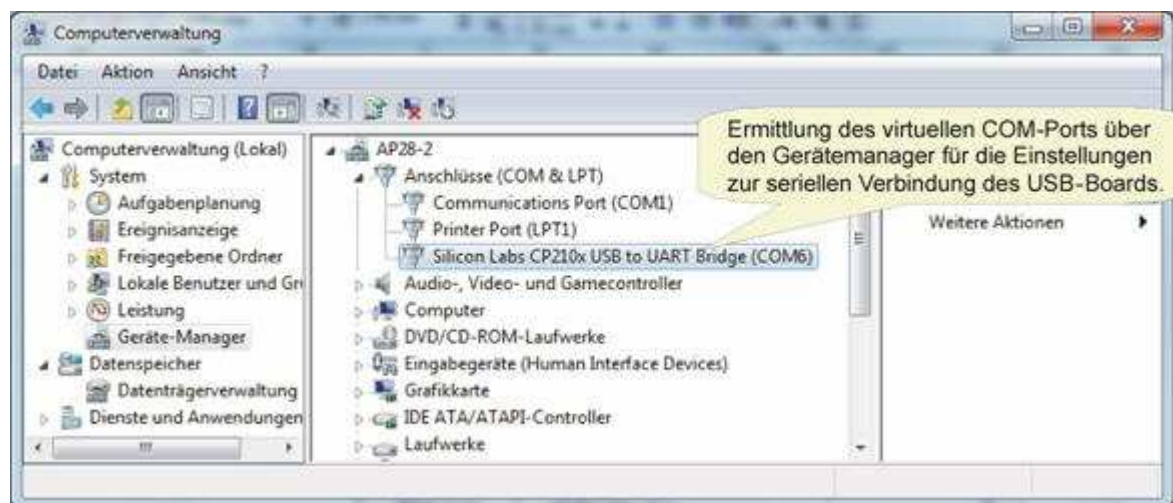 Computerverwaltung
Datei Aktion Ansicht ?
Computerverwaltung (Lokal)
System
Aufgabenplanung
Ereignisanzeige
Freigegebene Ordner
Lokale Benutzer und Gr
Leistung
Geräte-Manager
Datenspeicher
Datenträgerverwaltung
Dienste und Anwendungen
AP28-2
Anschlüsse (COM & LPT)
Communications Port (COM1)
Printer Port (LPT1)
Silicon Labs CP210x USB to UART Bridge (COM6)
Audio-, Video- und Gamecontroller
Computer
DVD/CD-ROM-Laufwerke
Eingabegeräte (Human Interface Devices)
Grafikkarte
IDE ATA/ATAPI-Controller
Laufwerke
Ermittlung des virtuellen COM-Ports über
den Gerätemanager für die Einstellungen
zur seriellen Verbindung des USB-Boards.
Weitere Aktionen